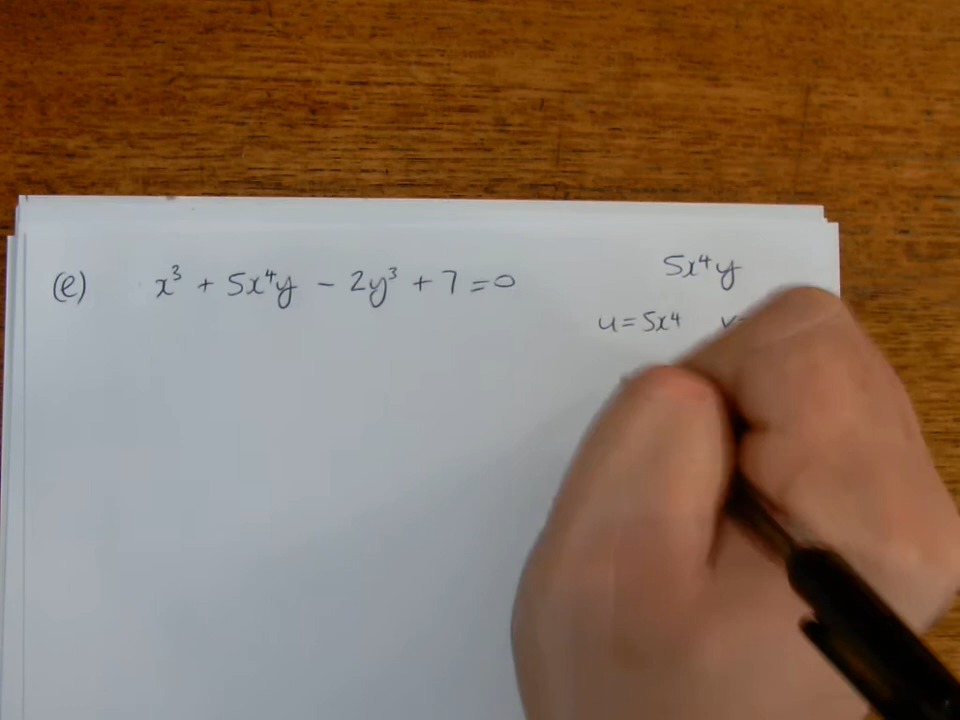 (e) x³ + 5x⁴y - 2y³ + 7 = 0
5x⁴y
u = 5x⁴ v=